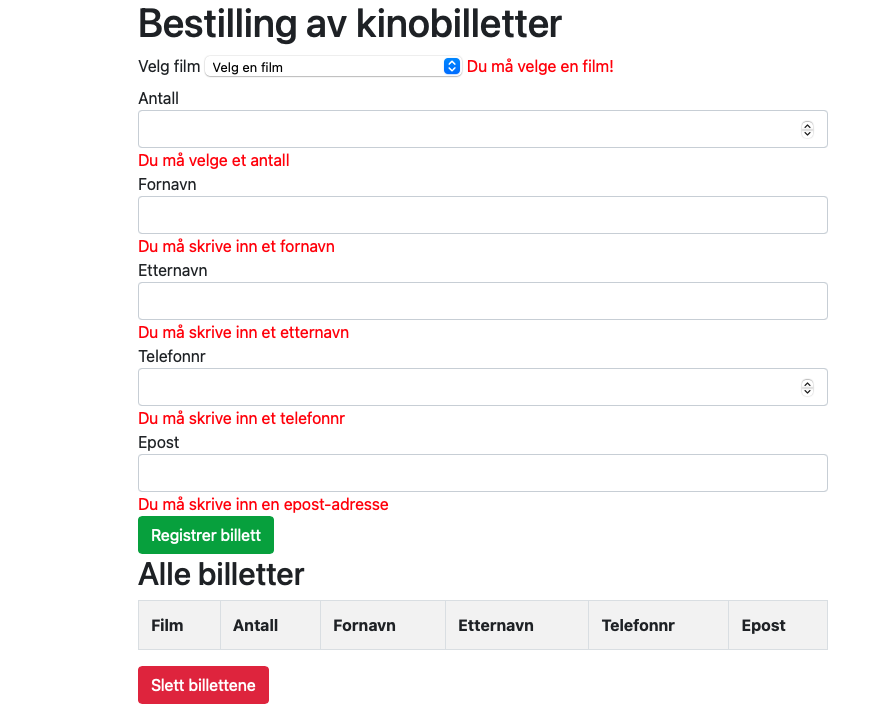 Bestilling av kinobilletter
Velg film Velg en film Du må velge en film!
Antall
Du må velge et antall
Fornavn
Du må skrive inn et fornavn
Etternavn
Du må skrive inn et etternavn
Telefonnr
Du må skrive inn et telefonnr
Epost
Du må skrive inn en epost-adresse
Registrer billett
Alle billetter
Film Antall Fornavn Etternavn Telefonnr Epost
Slett billettene